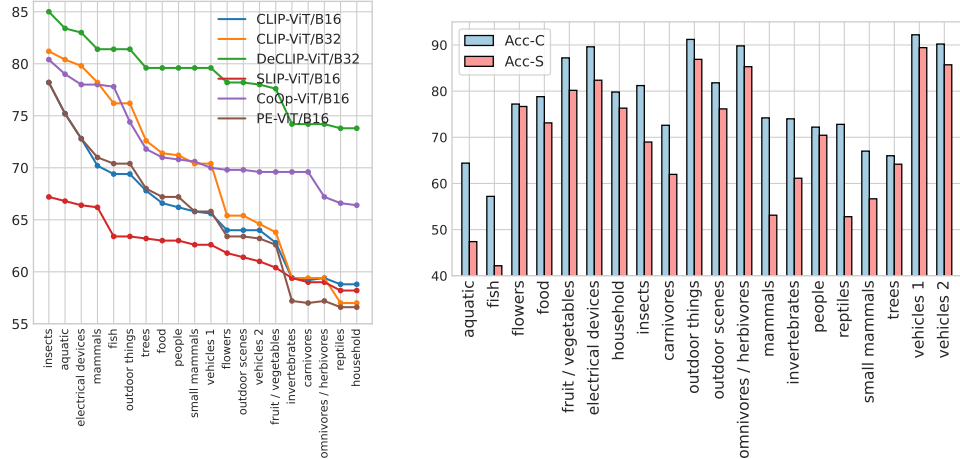 CLIP-ViT/B16
CLIP-ViT/B32
DeCLIP-ViT/B32
SLIP-ViT/B16
CoOp-ViT/B16
PE-ViT/B16
85
80
75
70
65
60
55
insects
aquatic
electrical devices
mammals
fish
outdoor things
trees
food
people
small mammals
vehicles 1
flowers
outdoor scenes
vehicles 2
fruit / vegetables
invertebrates
carnivores
omnivores / herbivores
reptiles
household
Acc-C
Acc-S
90
80
70
60
50
40
aquatic
fish
flowers
food
fruit / vegetables
electrical devices
household
insects
carnivores
outdoor things
outdoor scenes
omnivores / herbivores
mammals
invertebrates
people
reptiles
small mammals
trees
vehicles 1
vehicles 2